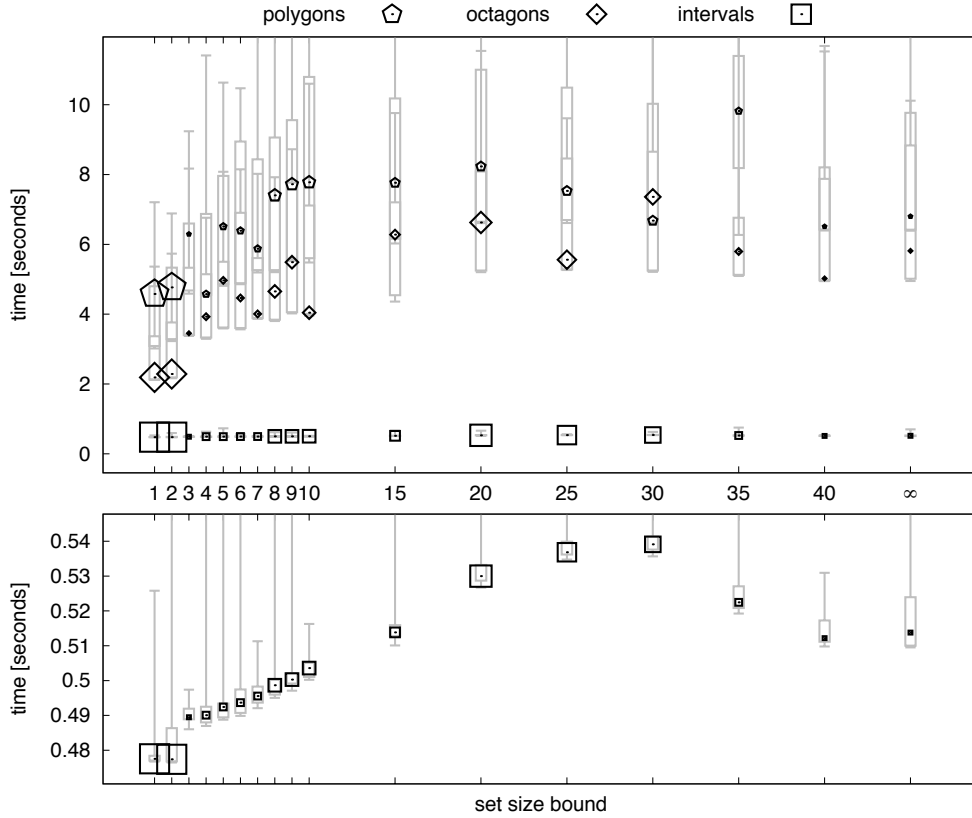 polygons octagons intervals
10
8
6
4
2
0
time [seconds]
1 2 3 4 5 6 7 8 9 10 15 20 25 30 35 40 ∞
0.54
0.53
0.52
0.51
0.5
0.49
0.48
time [seconds]
set size bound